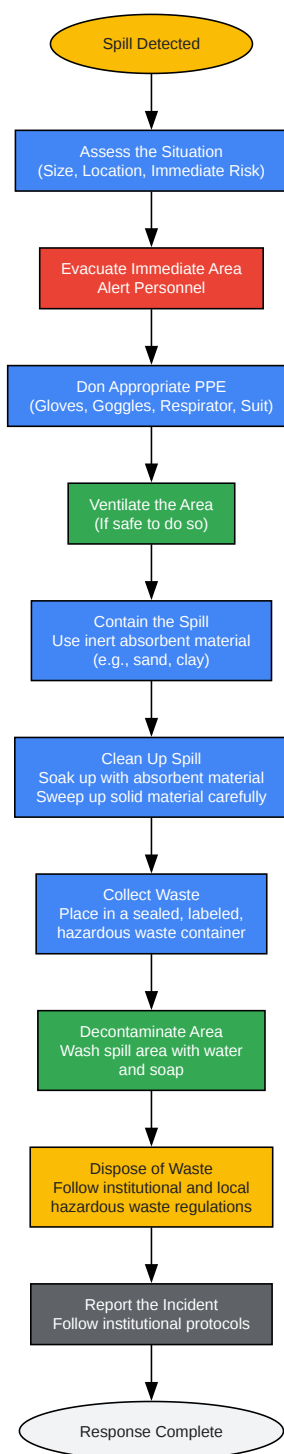 Spill Detected
Assess the Situation
(Size, Location, Immediate Risk)
Evacuate Immediate Area
Alert Personnel
Don Appropriate PPE
(Gloves, Goggles, Respirator, Suit)
Ventilate the Area
(If safe to do so)
Contain the Spill
Use inert absorbent material
(e.g., sand, clay)
Clean Up Spill
Soak up with absorbent material
Sweep up solid material carefully
Collect Waste
Place in a sealed, labeled,
hazardous waste container
Decontaminate Area
Wash spill area with water
and soap
Dispose of Waste
Follow institutional and local
hazardous waste regulations
Report the Incident
Follow institutional protocols
Response Complete